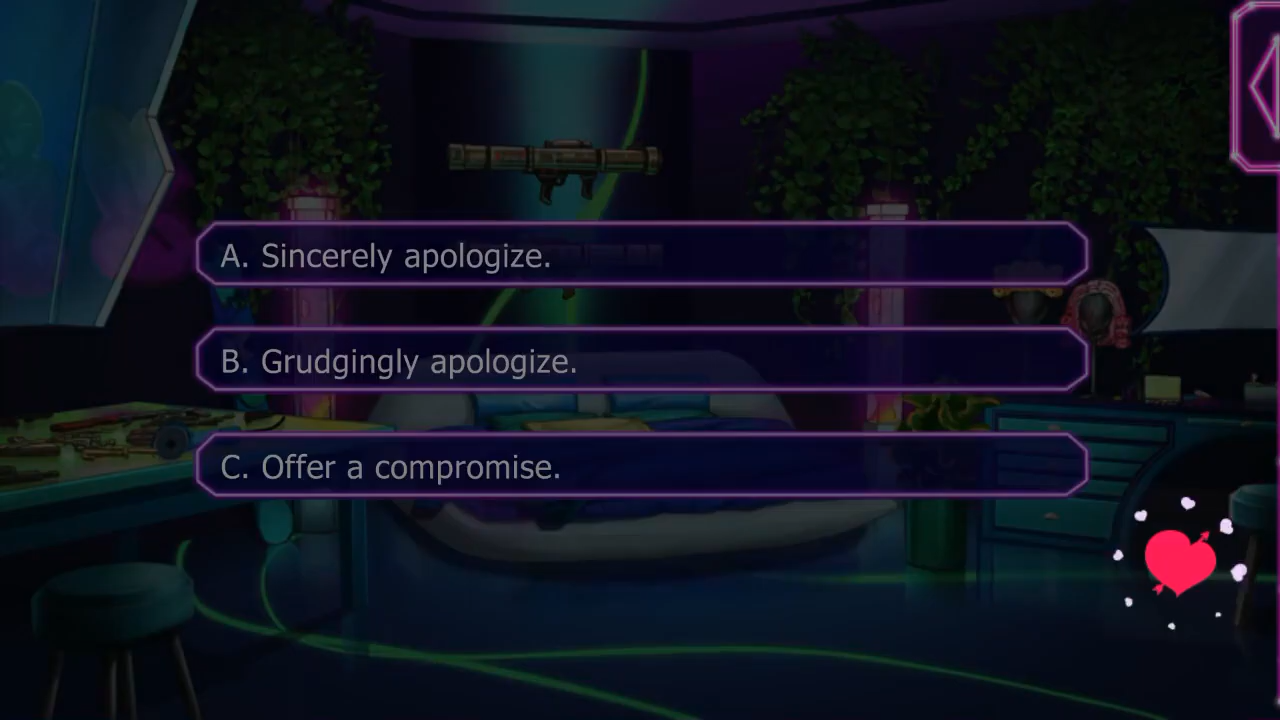 A. Sincerely apologize.
B. Grudgingly apologize.
C. Offer a compromise.